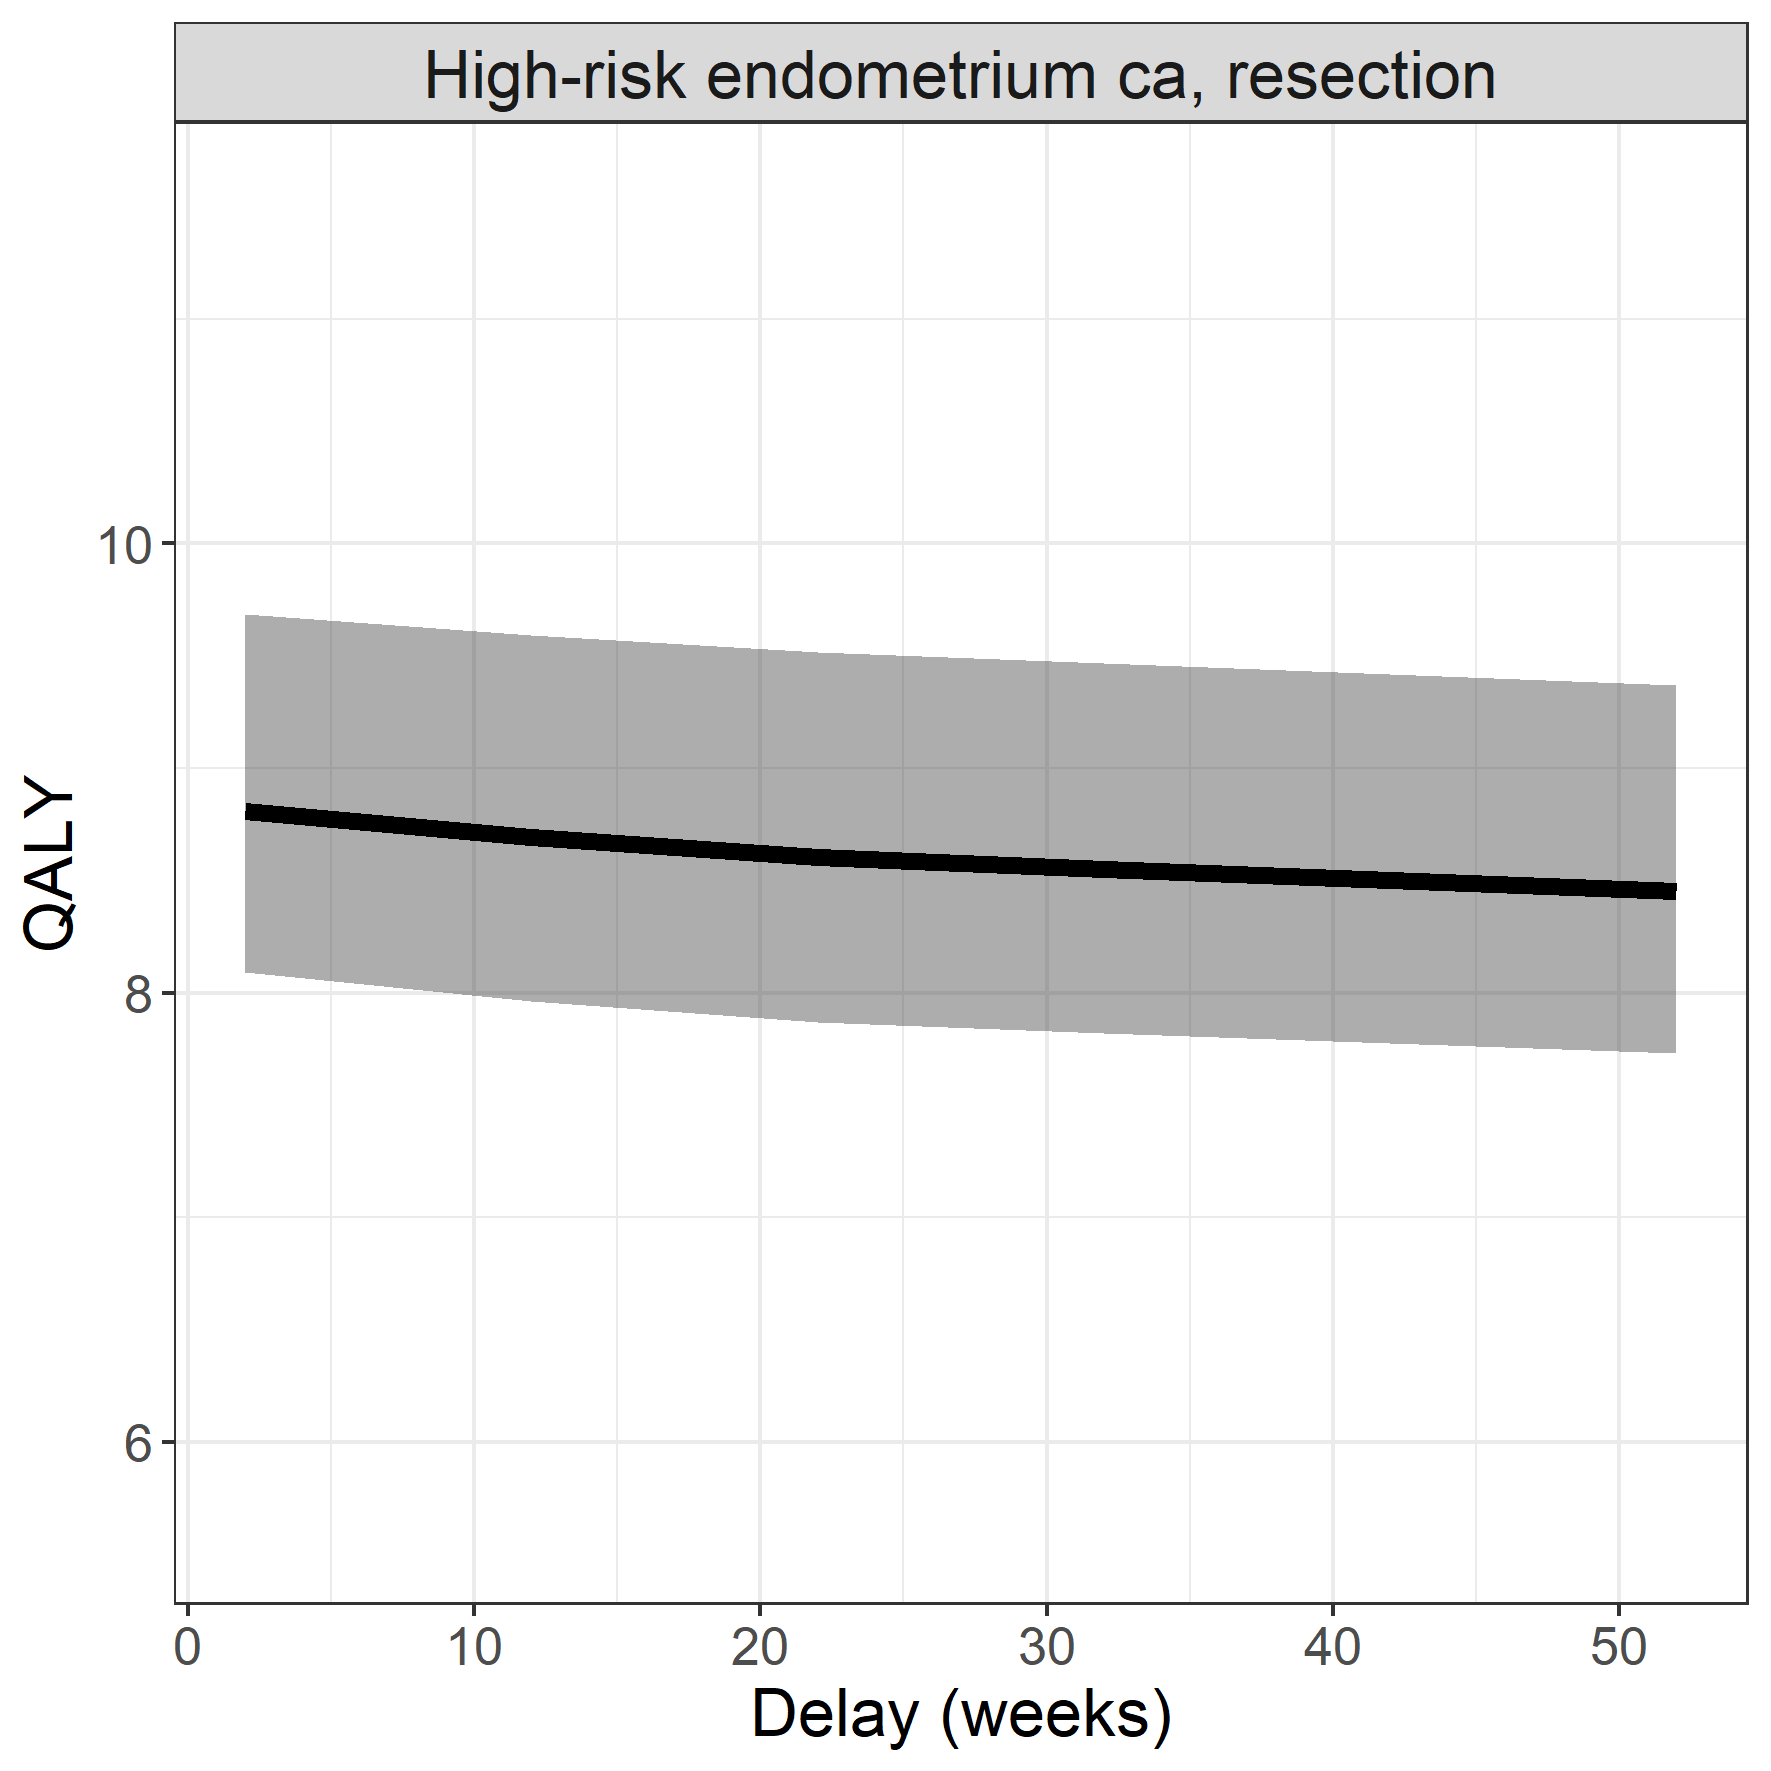 High-risk endometrium ca, resection
QALY
10
8
6
0 10 20 30 40 50
Delay (weeks)